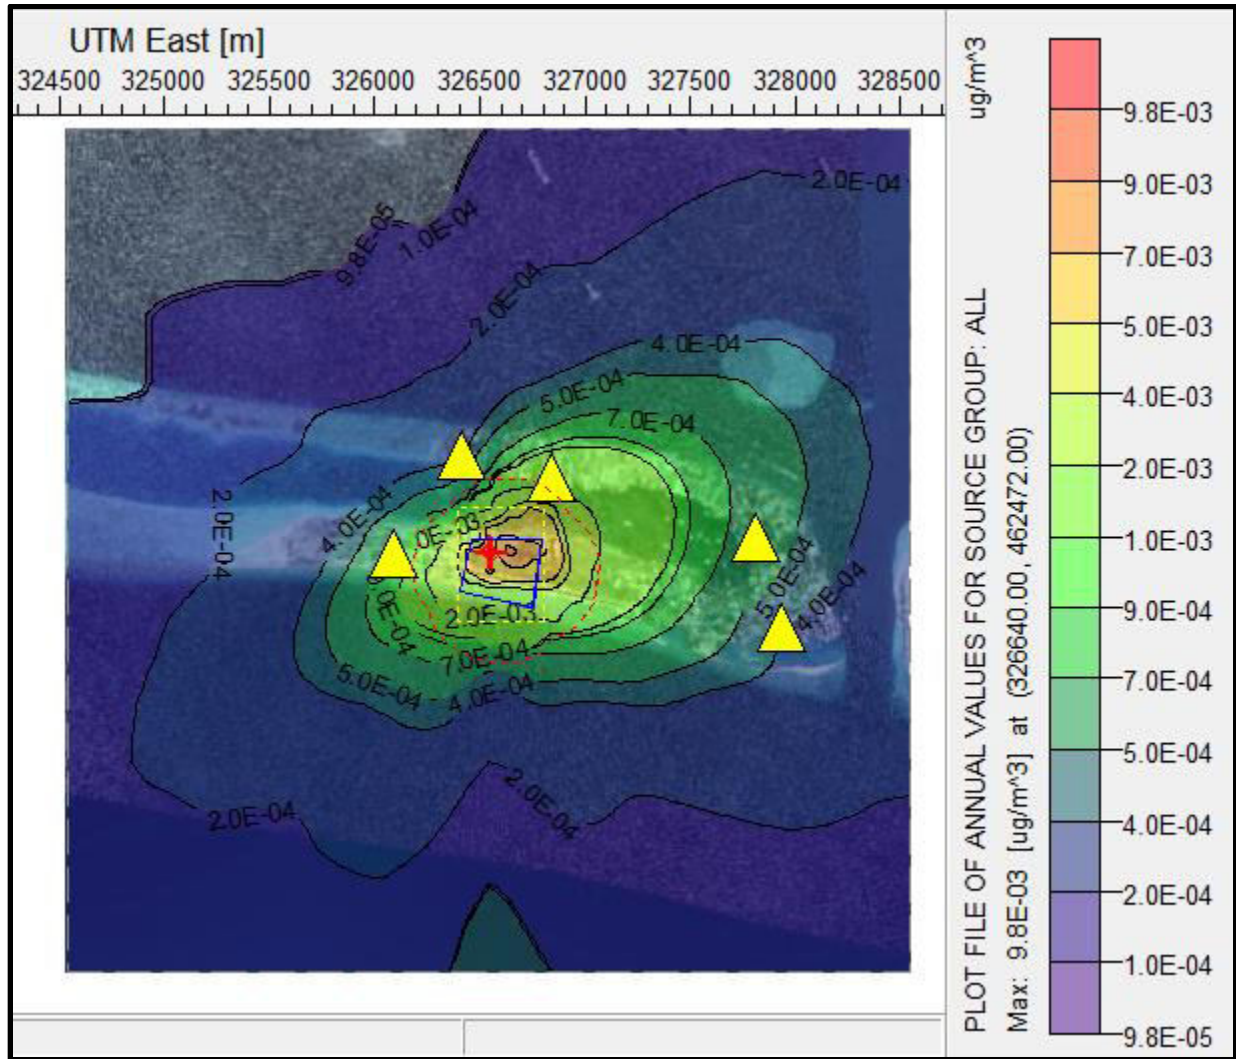 UTM East [m]
324500 325000 325500 326000 326500 327000 327500 328000 328500
2.0E-04
9.8E-05
1.0E-04
2.0E-04
4.0E-04
5.0E-04
7.0E-04
2.0E-04
4.0E-04
0E-03
.0E-04
2.0E-03
5.0E-04
4.0E-04
7.0E-04
5.0E-04
4.0E-04
2.0E-04
2.0E-04
PLOT FILE OF ANNUAL VALUES FOR SOURCE GROUP: ALL
ug/m^3
Max: 9.8E-03 [ug/m^3] at (326640.00, 462472.00)
9.8E-03
9.0E-03
7.0E-03
5.0E-03
4.0E-03
2.0E-03
1.0E-03
9.0E-04
7.0E-04
5.0E-04
4.0E-04
2.0E-04
1.0E-04
9.8E-05